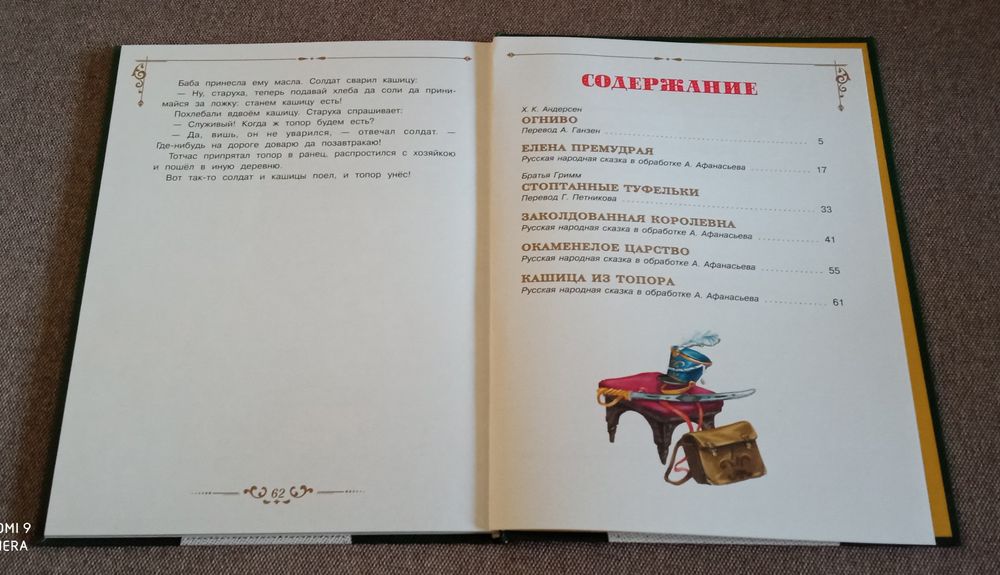 Баба принесла ему масла. Солдат сварил кашицу:
— Ну, старуха, теперь подавай хлеба да соли да прини-
майся за ложку: станем кашицу есть!
Похлебали вдвоём кашицу. Старуха спрашивает:
— Служивый! Когда ж топор будем есть?
— Да, вишь, он не уварился, — отвечал солдат. —
Где-нибудь на дороге доварю да позавтракаю!
Тотчас припрятал топор в ранец, распростился с хозяйкою
и пошёл в иную деревню.
Вот так-то солдат и кашицы поел, и топор унёс!
62
СОДЕРЖАНИЕ
Х. К. Андерсен
ОГНИВО
Перевод А. Ганзен 5
ЕЛЕНА ПРЕМУДРАЯ
Русская народная сказка в обработке А. Афанасьева 17
Братья Гримм
СТОПТАННЫЕ ТУФЕЛЬКИ
Перевод Г. Петникова 33
ЗАКОЛДОВАННАЯ КОРОЛЕВНА
Русская народная сказка в обработке А. Афанасьева 41
ОКАМЕНЕЛОЕ ЦАРСТВО
Русская народная сказка в обработке А. Афанасьева 55
КАШИЦА ИЗ ТОПОРА
Русская народная сказка в обработке А. Афанасьева 61
OMI 9
ERA